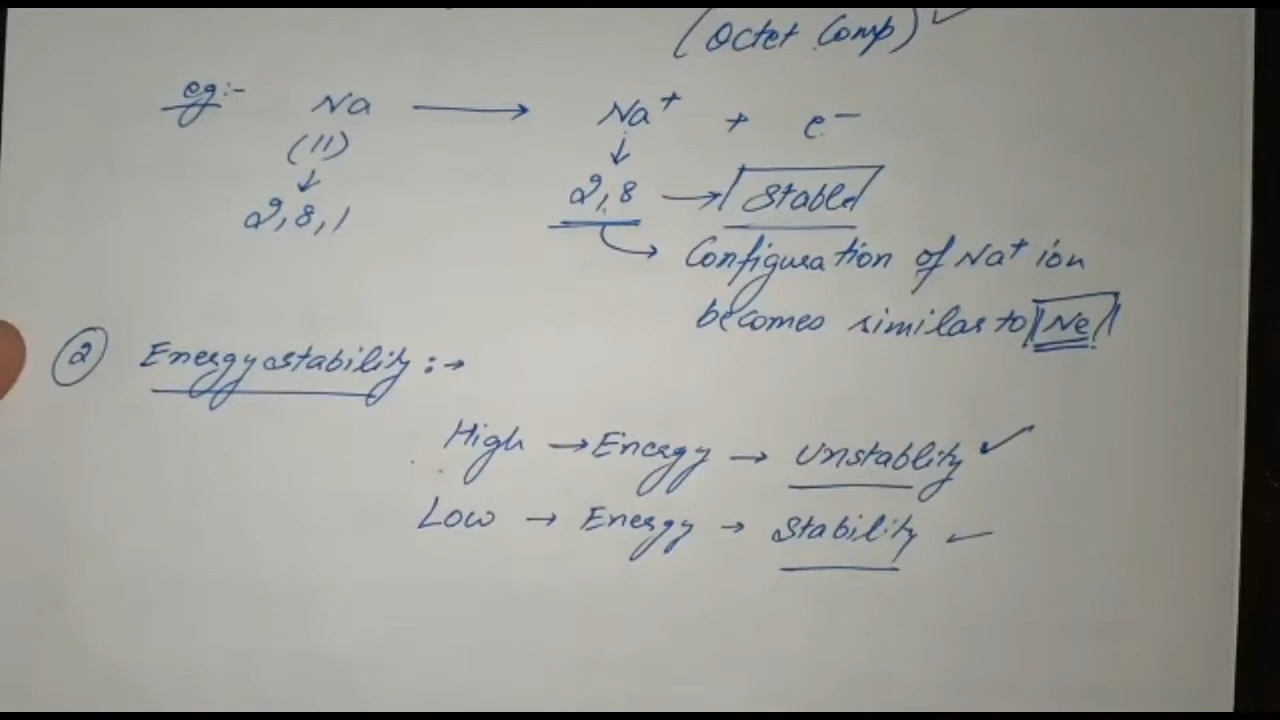 (Octet Comp) ✓
eg:- Na → Na⁺ + e⁻
(11) ↓
↓ 2,8 → Stable
2,8,1
Configuration of Na⁺ ion
becomes similar to Ne
② Energy stability :→
High → Energy → Unstablity ✓
Low → Energy → Stability ✓